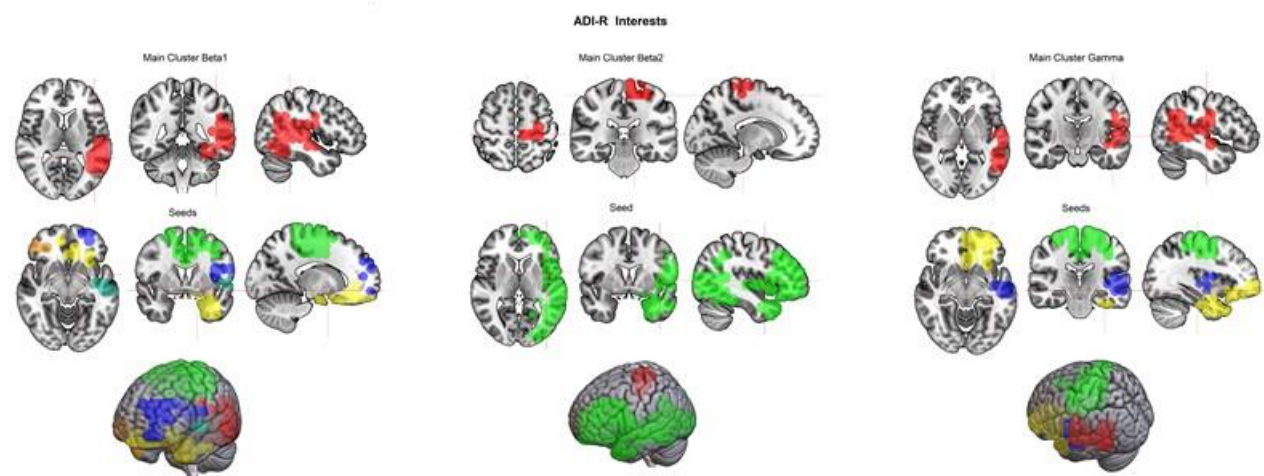 ADI-R Interests
Main Cluster Beta1
Main Cluster Beta2
Main Cluster Gamma
Seeds
Seed
Seeds